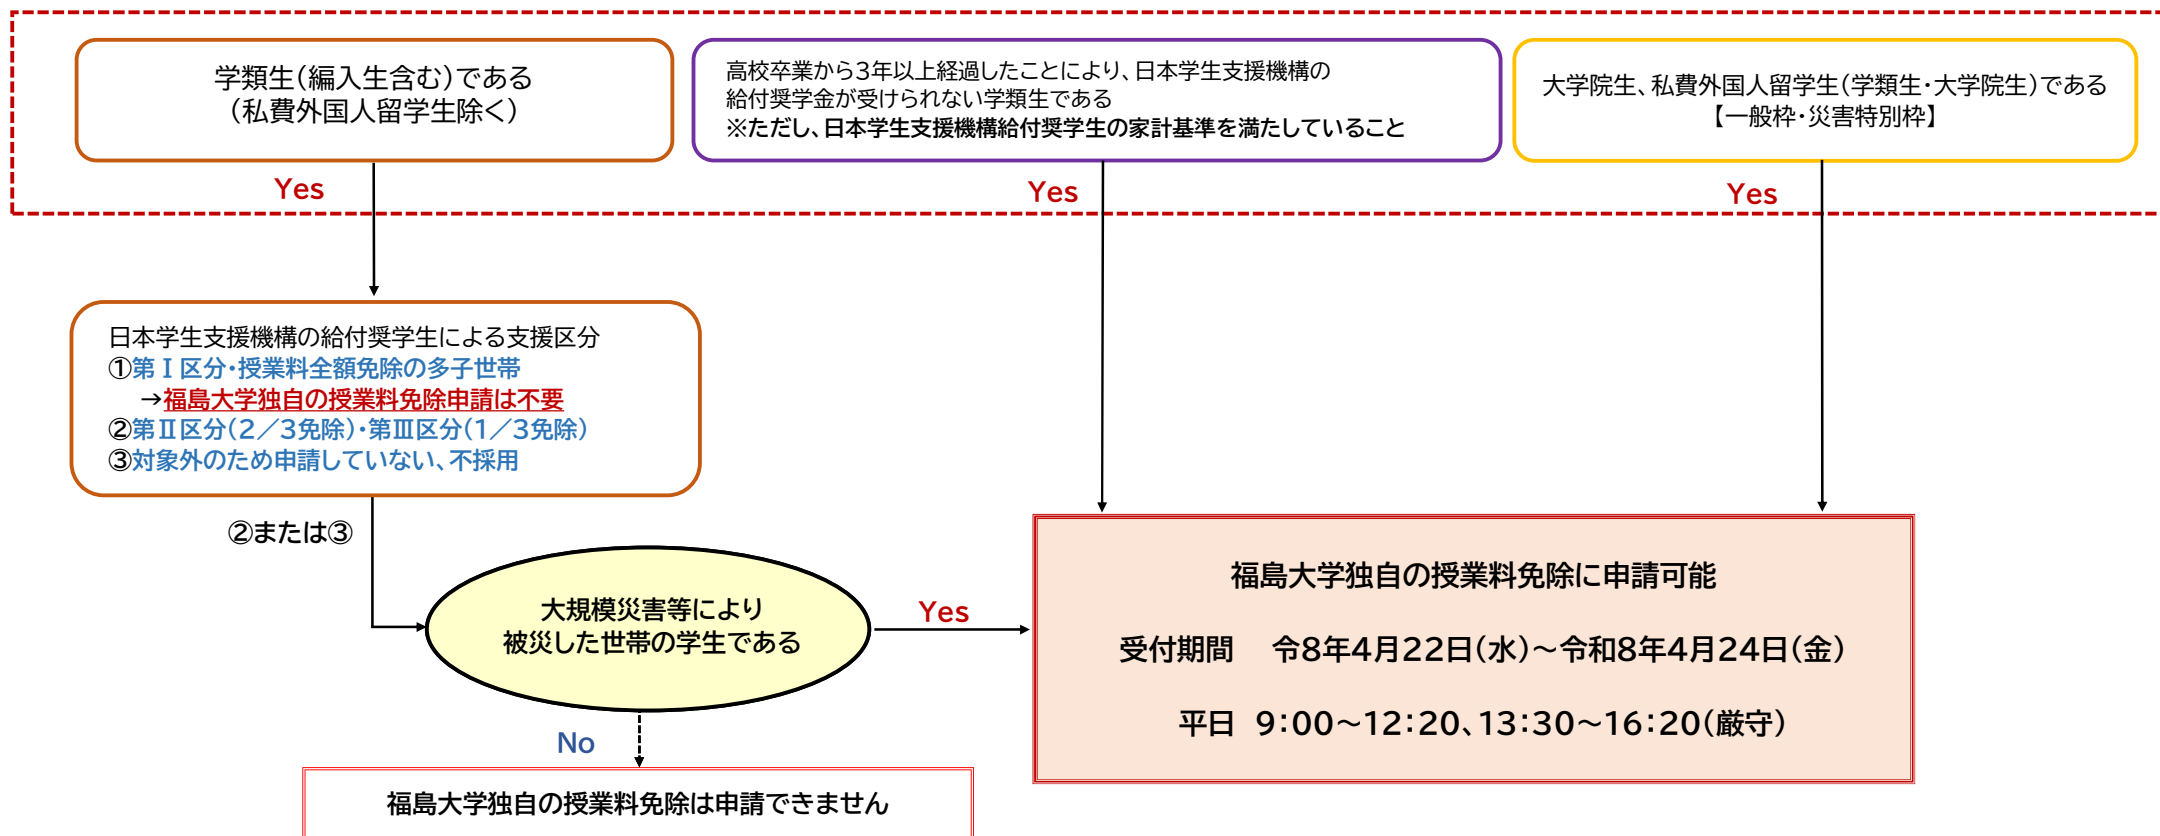 学類生（編入生含む）である
（私費外国人留学生除く）
高校卒業から3年以上経過したことにより、日本学生支援機構の
給付奨学金が受けられない学類生である
※ただし、日本学生支援機構給付奨学生の家計基準を満たしていること
大学院生、私費外国人留学生（学類生・大学院生）である
【一般枠・災害特別枠】
Yes
Yes
Yes
日本学生支援機構の給付奨学生による支援区分
①第Ⅰ区分・授業料全額免除の多子世帯
→福島大学独自の授業料免除申請は不要
②第Ⅱ区分（2／3免除）・第Ⅲ区分（1／3免除）
③対象外のため申請していない、不採用
②または③
大規模災害等により
被災した世帯の学生である
Yes
福島大学独自の授業料免除に申請可能
受付期間　令8年4月22日（水）～令和8年4月24日（金）
平日 9：00～12：20、13：30～16：20（厳守）
No
福島大学独自の授業料免除は申請できません